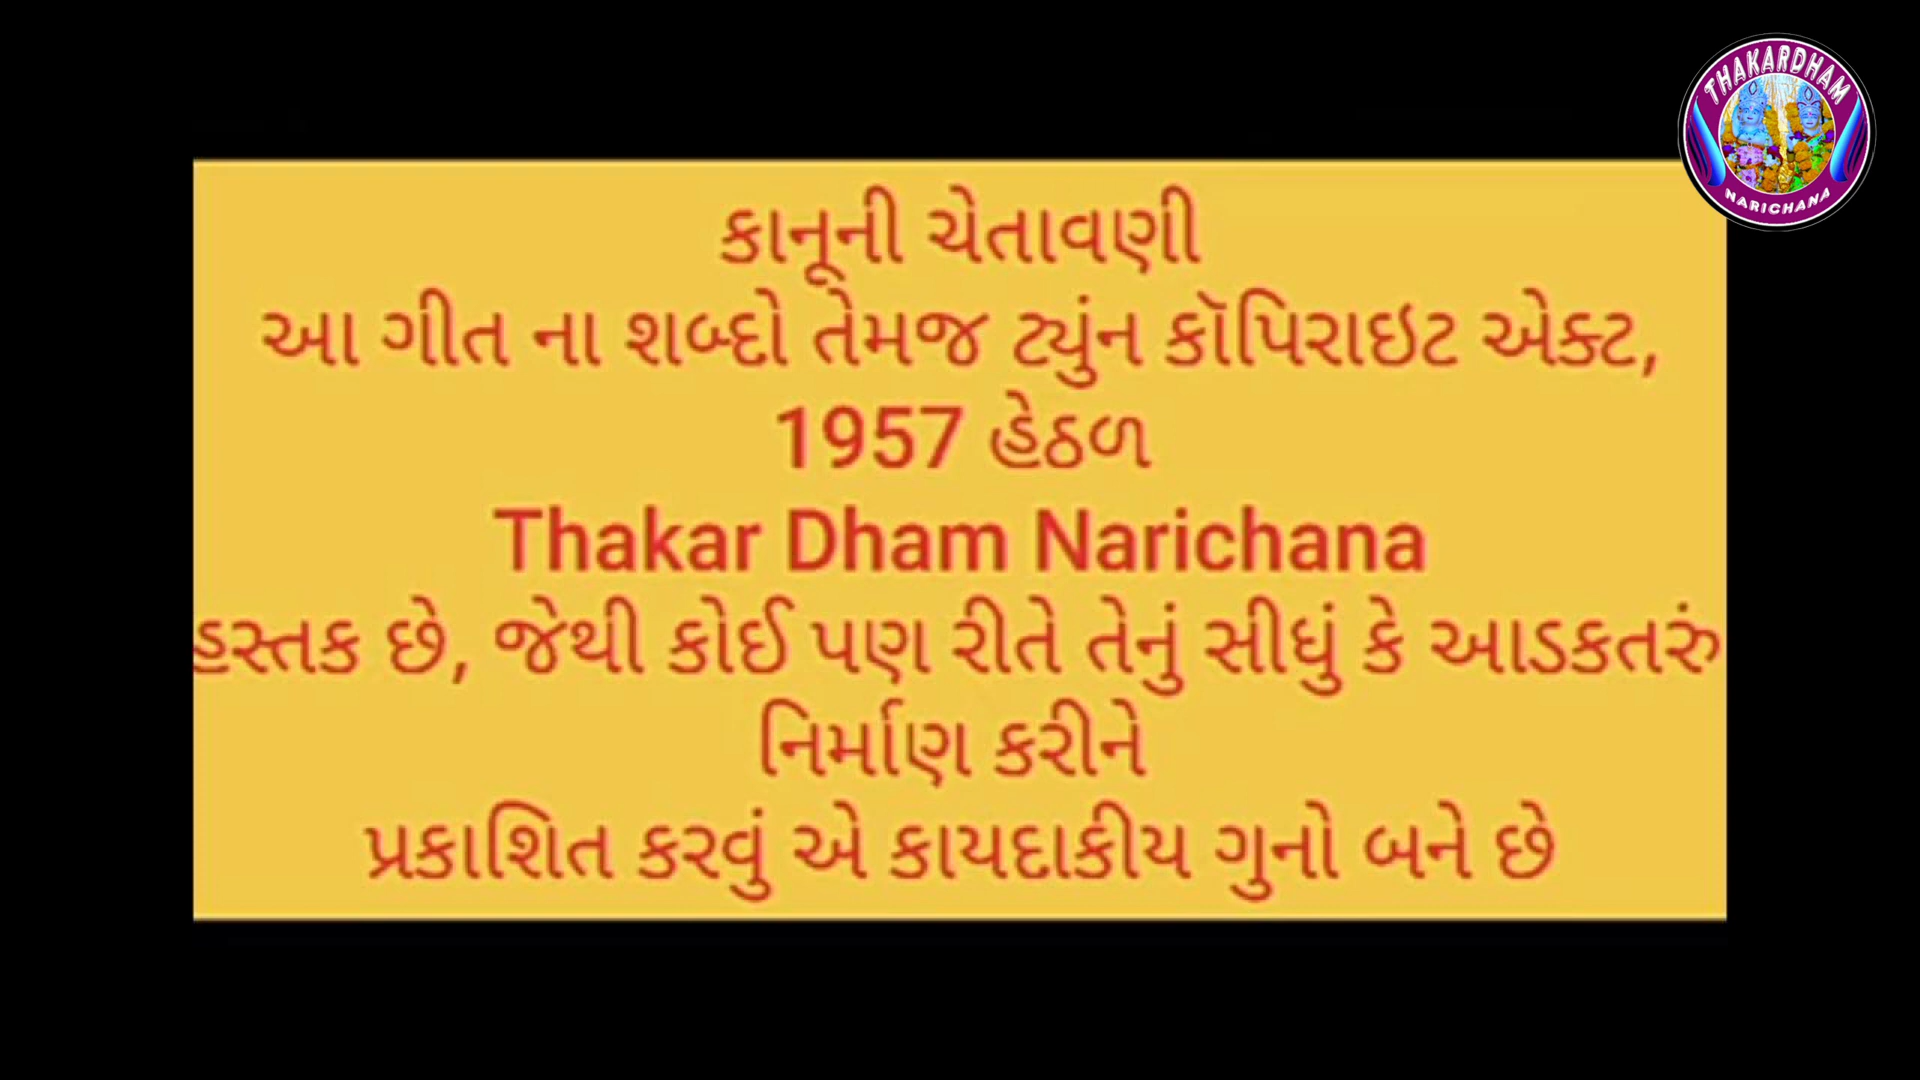 THAKARDHAM
NARICHANA
કાનૂની ચેતાવણી
આ ગીત ના શબ્દો તેમજ ટ્યુંન કૉપિરાઇટ એક્ટ,
1957 હેઠળ
Thakar Dham Narichana
હસ્તક છે, જેથી કોઈ પણ રીતે તેનું સીધું કે આડકતરું
નિર્માણ કરીને
પ્રકાશિત કરવું એ કાયદાકીય ગુનો બને છે